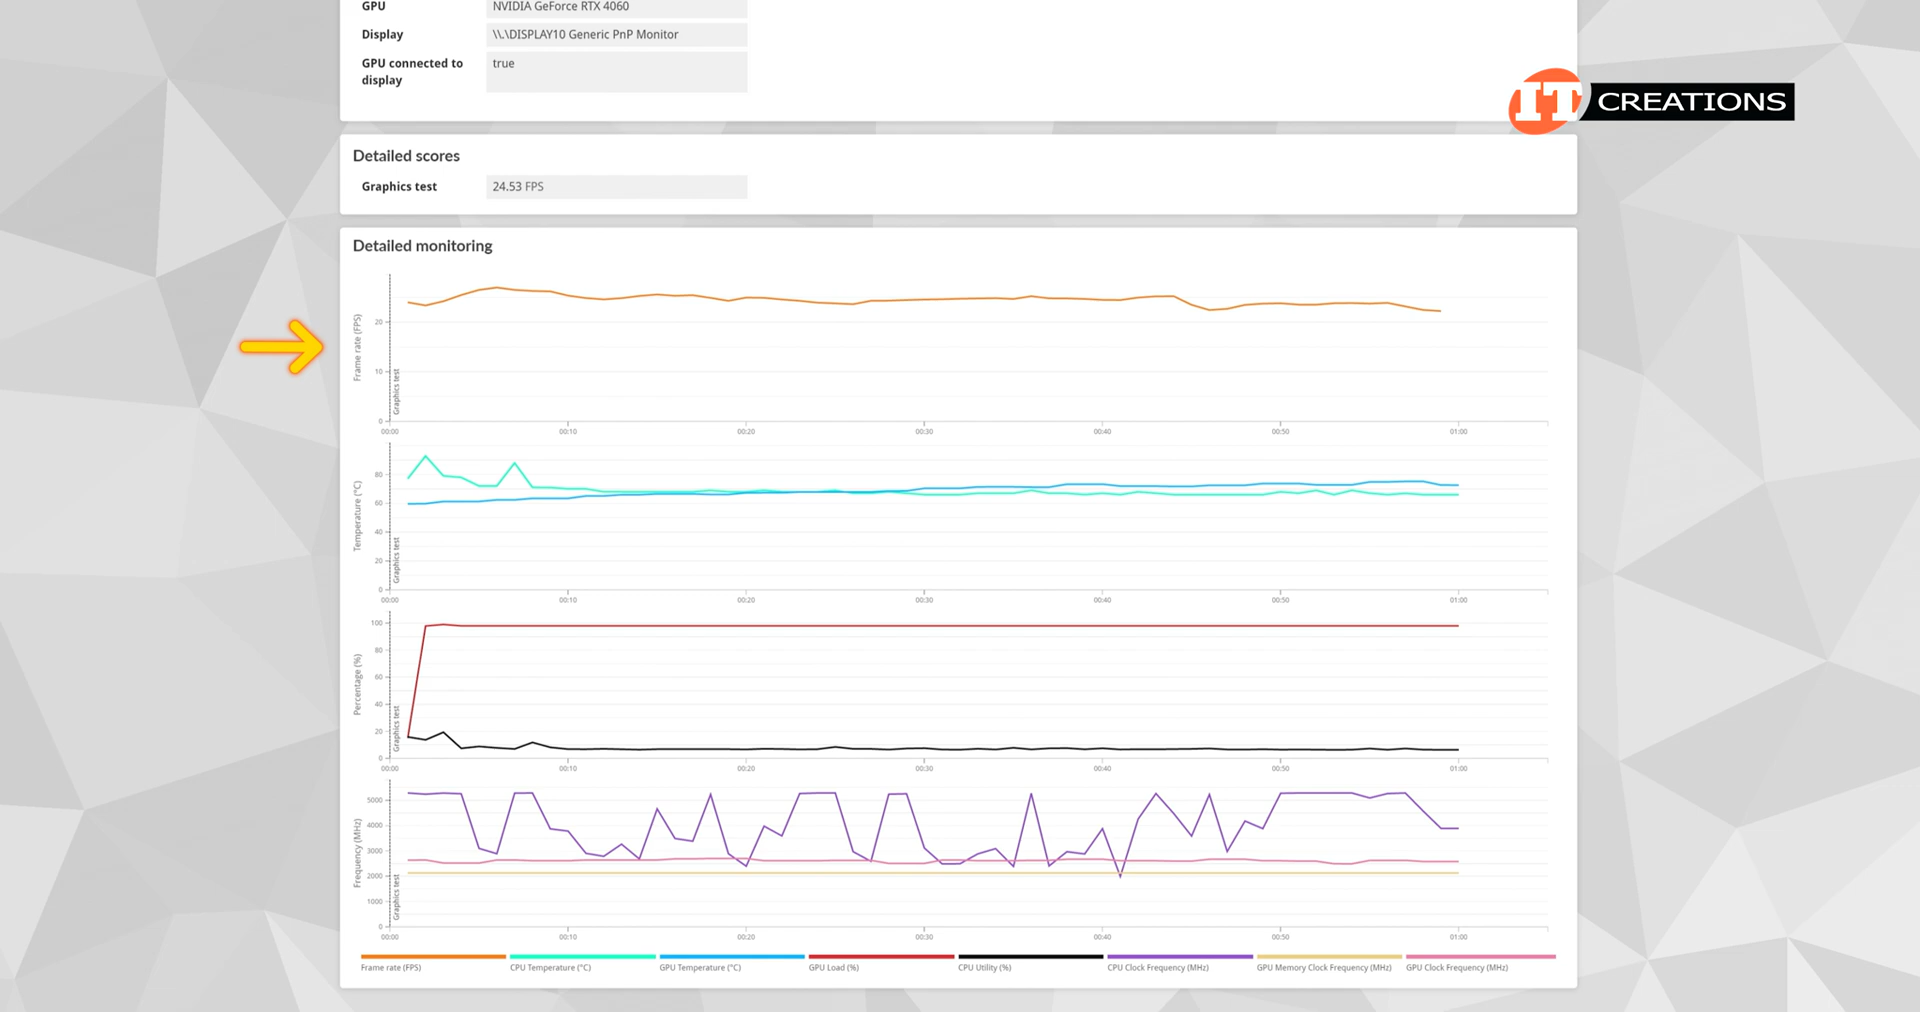 GPU NVIDIA GeForce RTX 4060
Display \\.\DISPLAY10 Generic PnP Monitor
GPU connected to display true
IT CREATIONS
Detailed scores
Graphics test 24.53 FPS
Detailed monitoring
Frame rate (FPS)
20
10
0
Graphics test
00:00 00:10 00:20 00:30 00:40 00:50 01:00
Temperature (°C)
80
60
40
20
0
Graphics test
00:00 00:10 00:20 00:30 00:40 00:50 01:00
Percentage (%)
100
80
60
40
20
0
Graphics test
00:00 00:10 00:20 00:30 00:40 00:50 01:00
Frequency (MHz)
5000
4000
3000
2000
1000
0
Graphics test
00:00 00:10 00:20 00:30 00:40 00:50 01:00
Frame rate (FPS) CPU Temperature (°C) GPU Temperature (°C) GPU Load (%) CPU Utility (%) CPU Clock Frequency (MHz) GPU Memory Clock Frequency (MHz) GPU Clock Frequency (MHz)